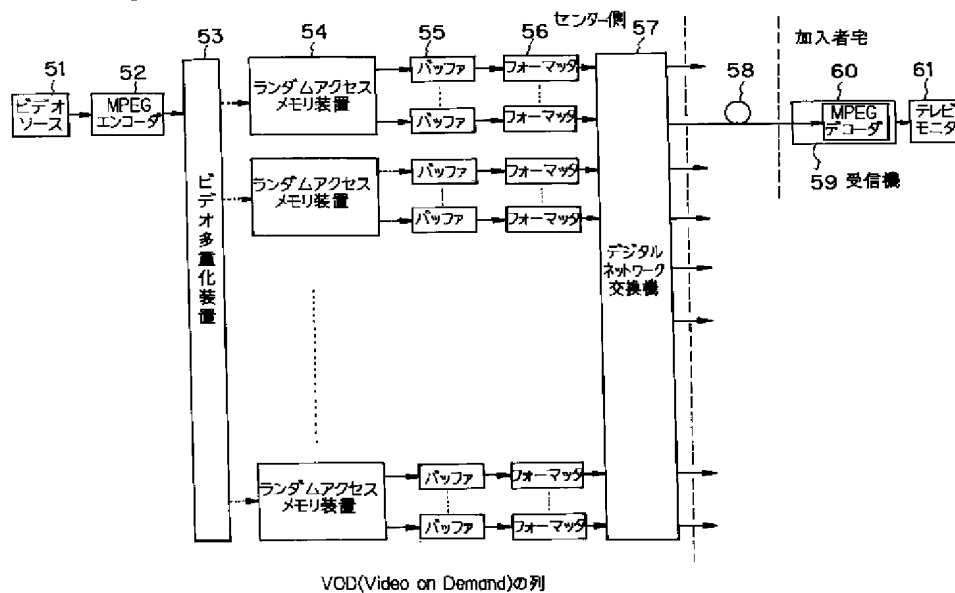 センター側
加入者宅
51
ビデオ
ソース
52
MPEG
エンコーダ
53
ビデオ多重化装置
54
ランダムアクセス
メモリ装置
55
バッファ
バッファ
56
フォーマッタ
フォーマッタ
57
デジタル
ネットワーク
交換機
58
60
MPEG
デコーダ
59 受信機
61
テレビ
モニタ
ランダムアクセス
メモリ装置
バッファ
バッファ
フォーマッタ
フォーマッタ
ランダムアクセス
メモリ装置
バッファ
バッファ
フォーマッタ
フォーマッタ
VOD(Video on Demand)の列